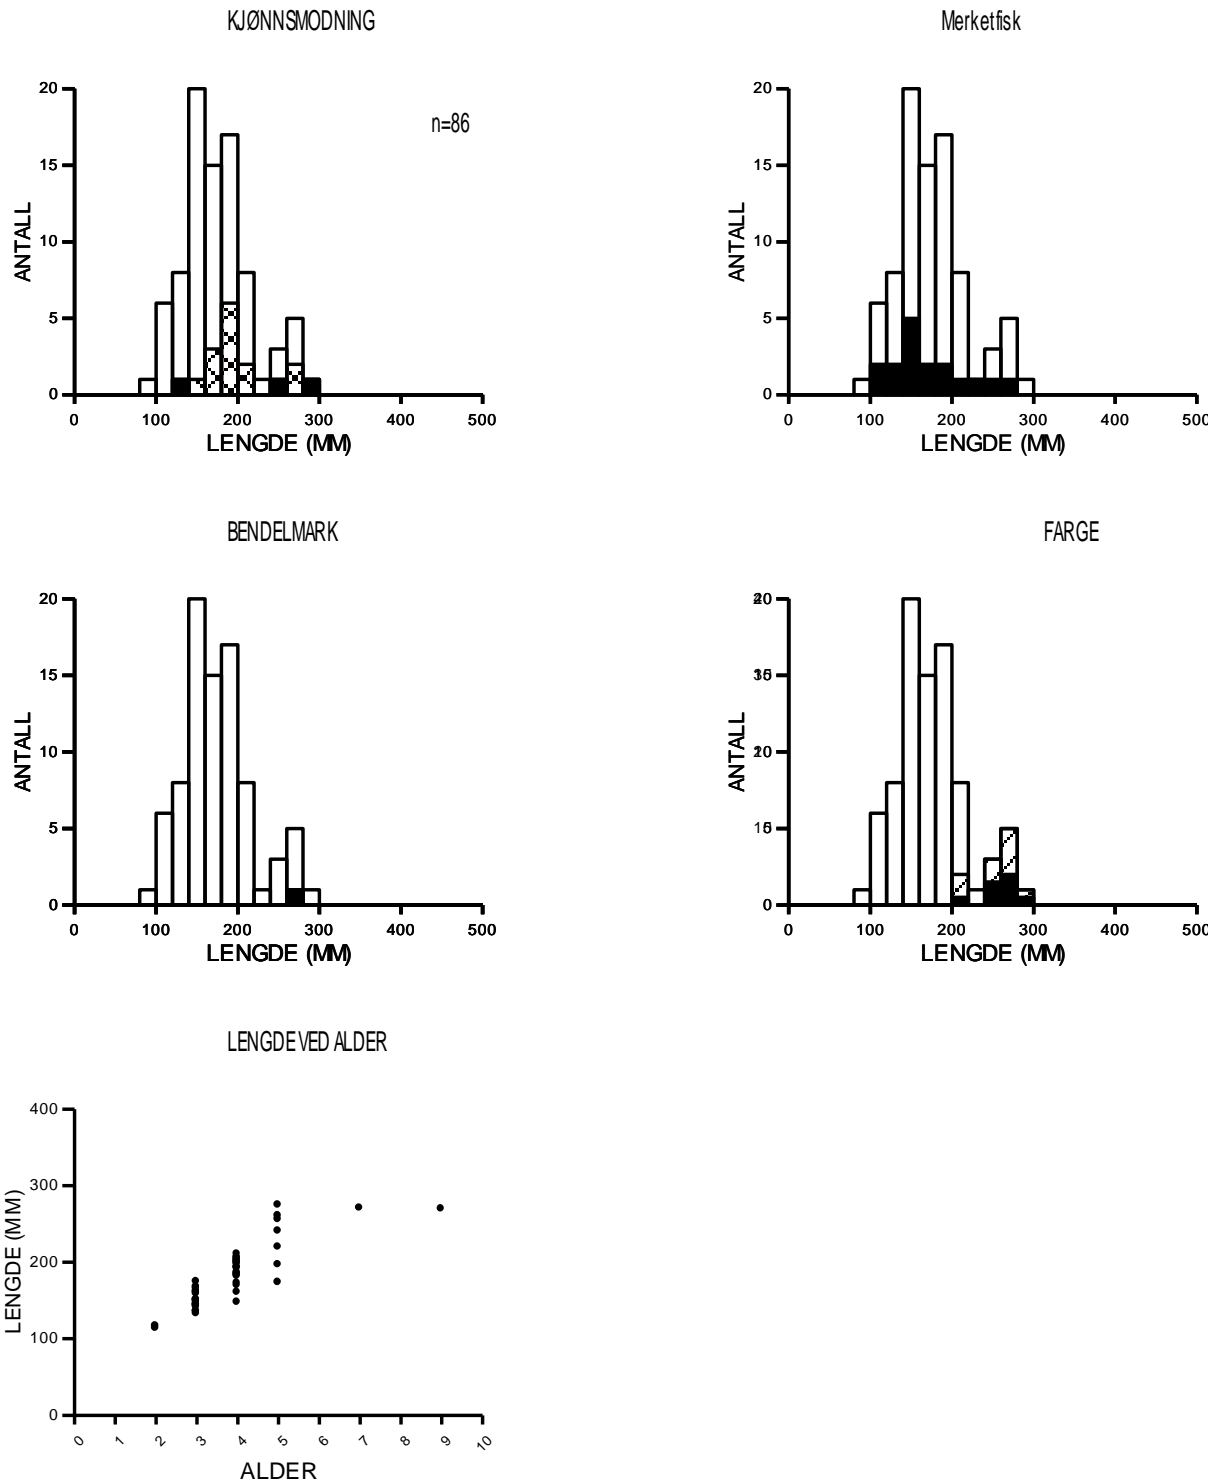 KJØNNSMODNING
20
15
10
5
0
ANTALL
n=86
0 100 200 300 400 500
LENGDE (MM)
Merketfisk
20
15
10
5
0
ANTALL
0 100 200 300 400 500
LENGDE (MM)
BENDELMARK
20
15
10
5
0
ANTALL
0 100 200 300 400 500
LENGDE (MM)
FARGE
0
ANTALL
0 100 200 300 400 500
LENGDE (MM)
LENGDE VED ALDER
400
300
200
100
0
LENGDE (MM)
0 1 2 3 4 5 6 7 8 9 10
ALDER